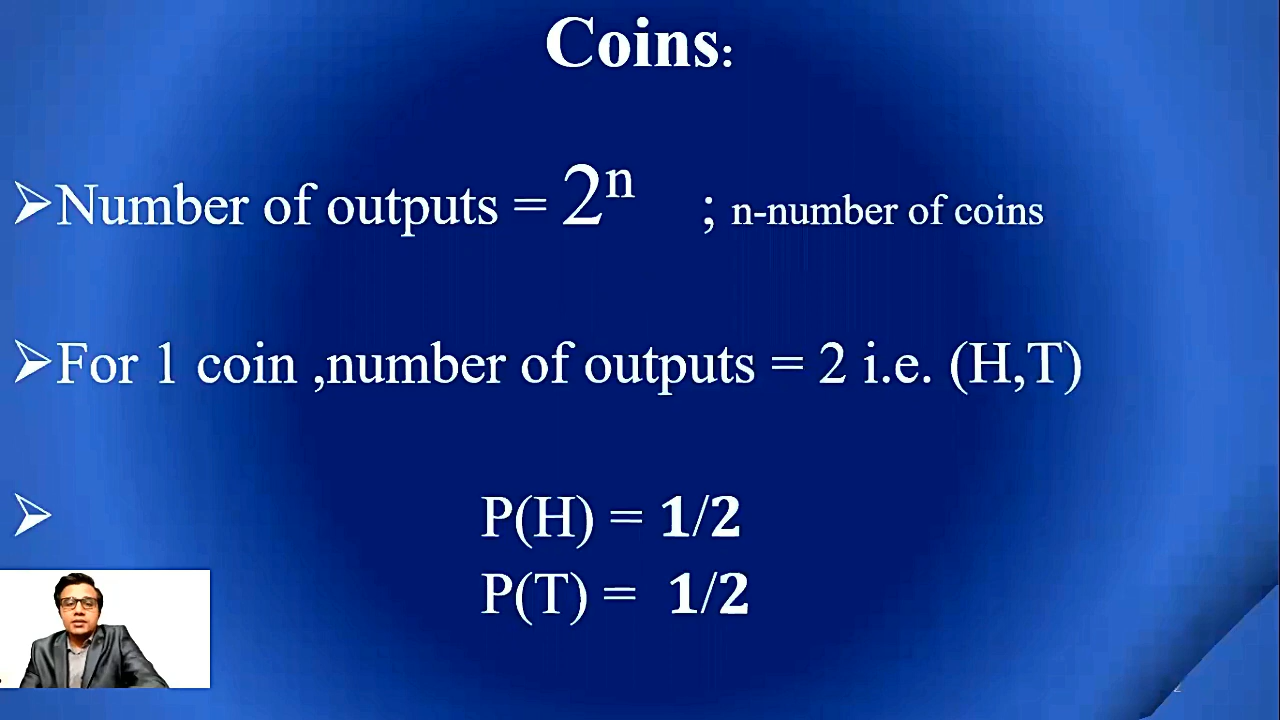 Coins:
➢Number of outputs = 2ⁿ ; n-number of coins
➢For 1 coin ,number of outputs = 2 i.e. (H,T)
➢ P(H) = 1/2
P(T) = 1/2